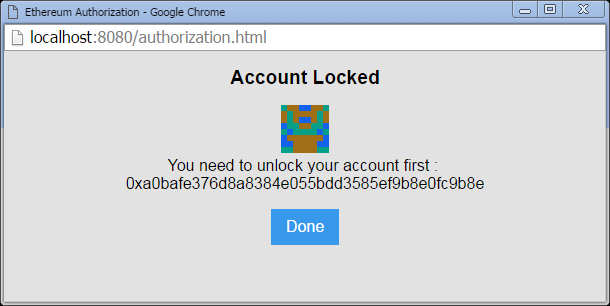 Ethereum Authorization - Google Chrome
localhost:8080/authorization.html
Account Locked
You need to unlock your account first :
0xa0bafe376d8a8384e055bdd3585ef9b8e0fc9b8e
Done